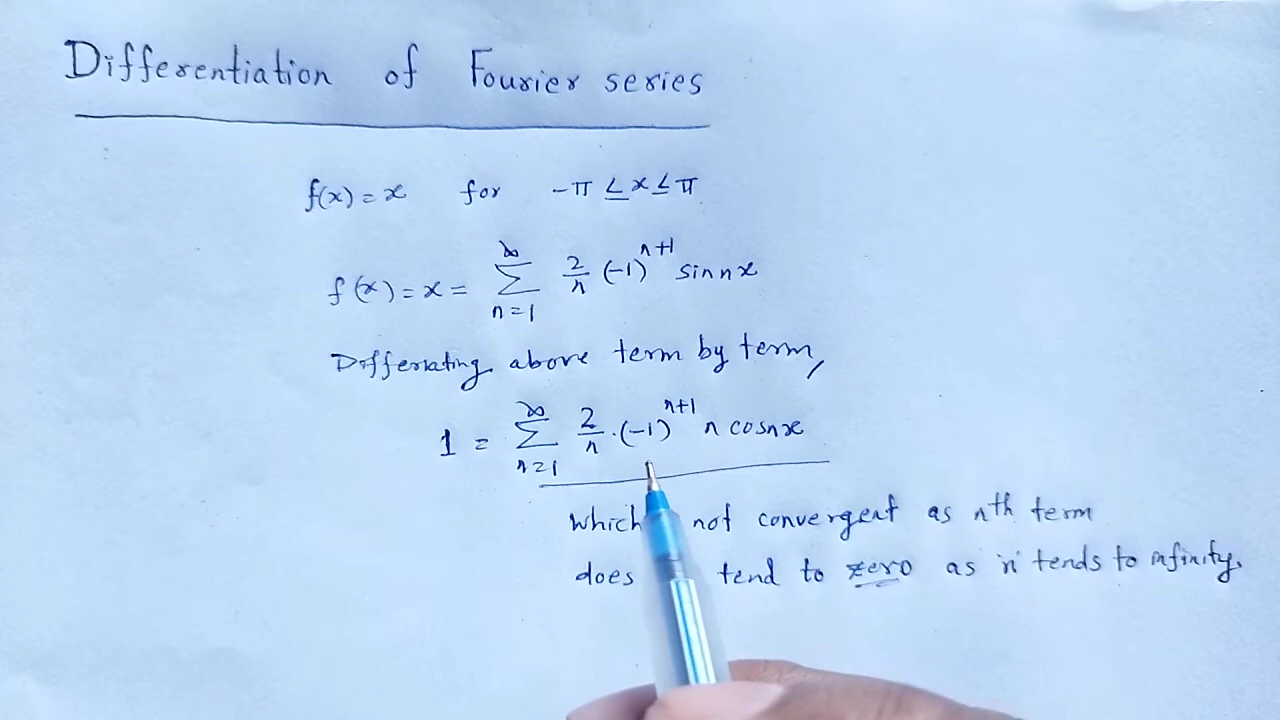 Differentiation of Fourier series
f(x) = x for -π ≤ x ≤ π
f(x) = x = ∑_{n=1}^{∞} 2/n (-1)^{n+1} sin nx
Differiating above term by term,
1 = ∑_{n=1}^{∞} 2/n · (-1)^{n+1} n cos nx
which not convergent as nth term
does tend to zero as 'n' tends to infinity.